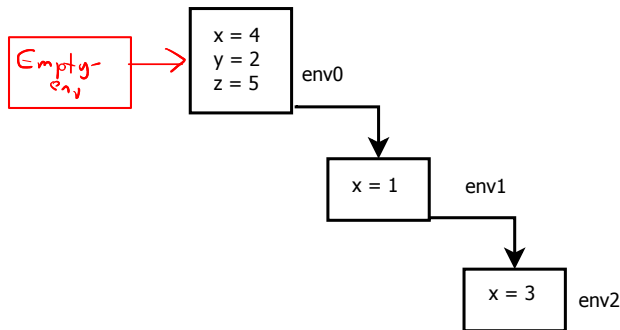 Empty-
env
x = 4
y = 2
z = 5
env0
x = 1
env1
x = 3
env2